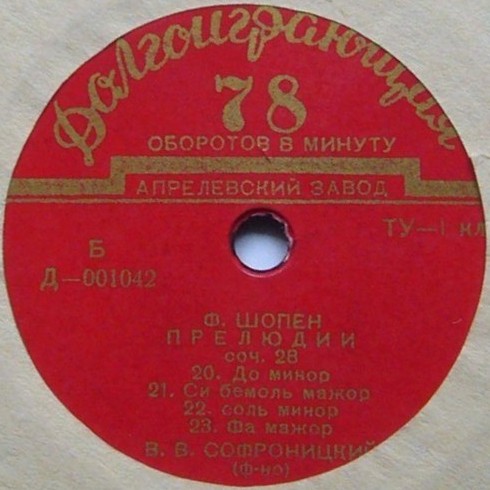 Долгоиграющая
78
ОБОРОТОВ В МИНУТУ
АПРЕЛЕВСКИЙ ЗАВОД
ТУ—1 кл
Б
Д—001042
Ф. ШОПЕН
ПРЕЛЮДИИ
соч. 28
20. До минор
21. Си бемоль мажор
22. соль минор
23. Фа мажор
В. В. СОФРОНИЦКИЙ
(ф-но)